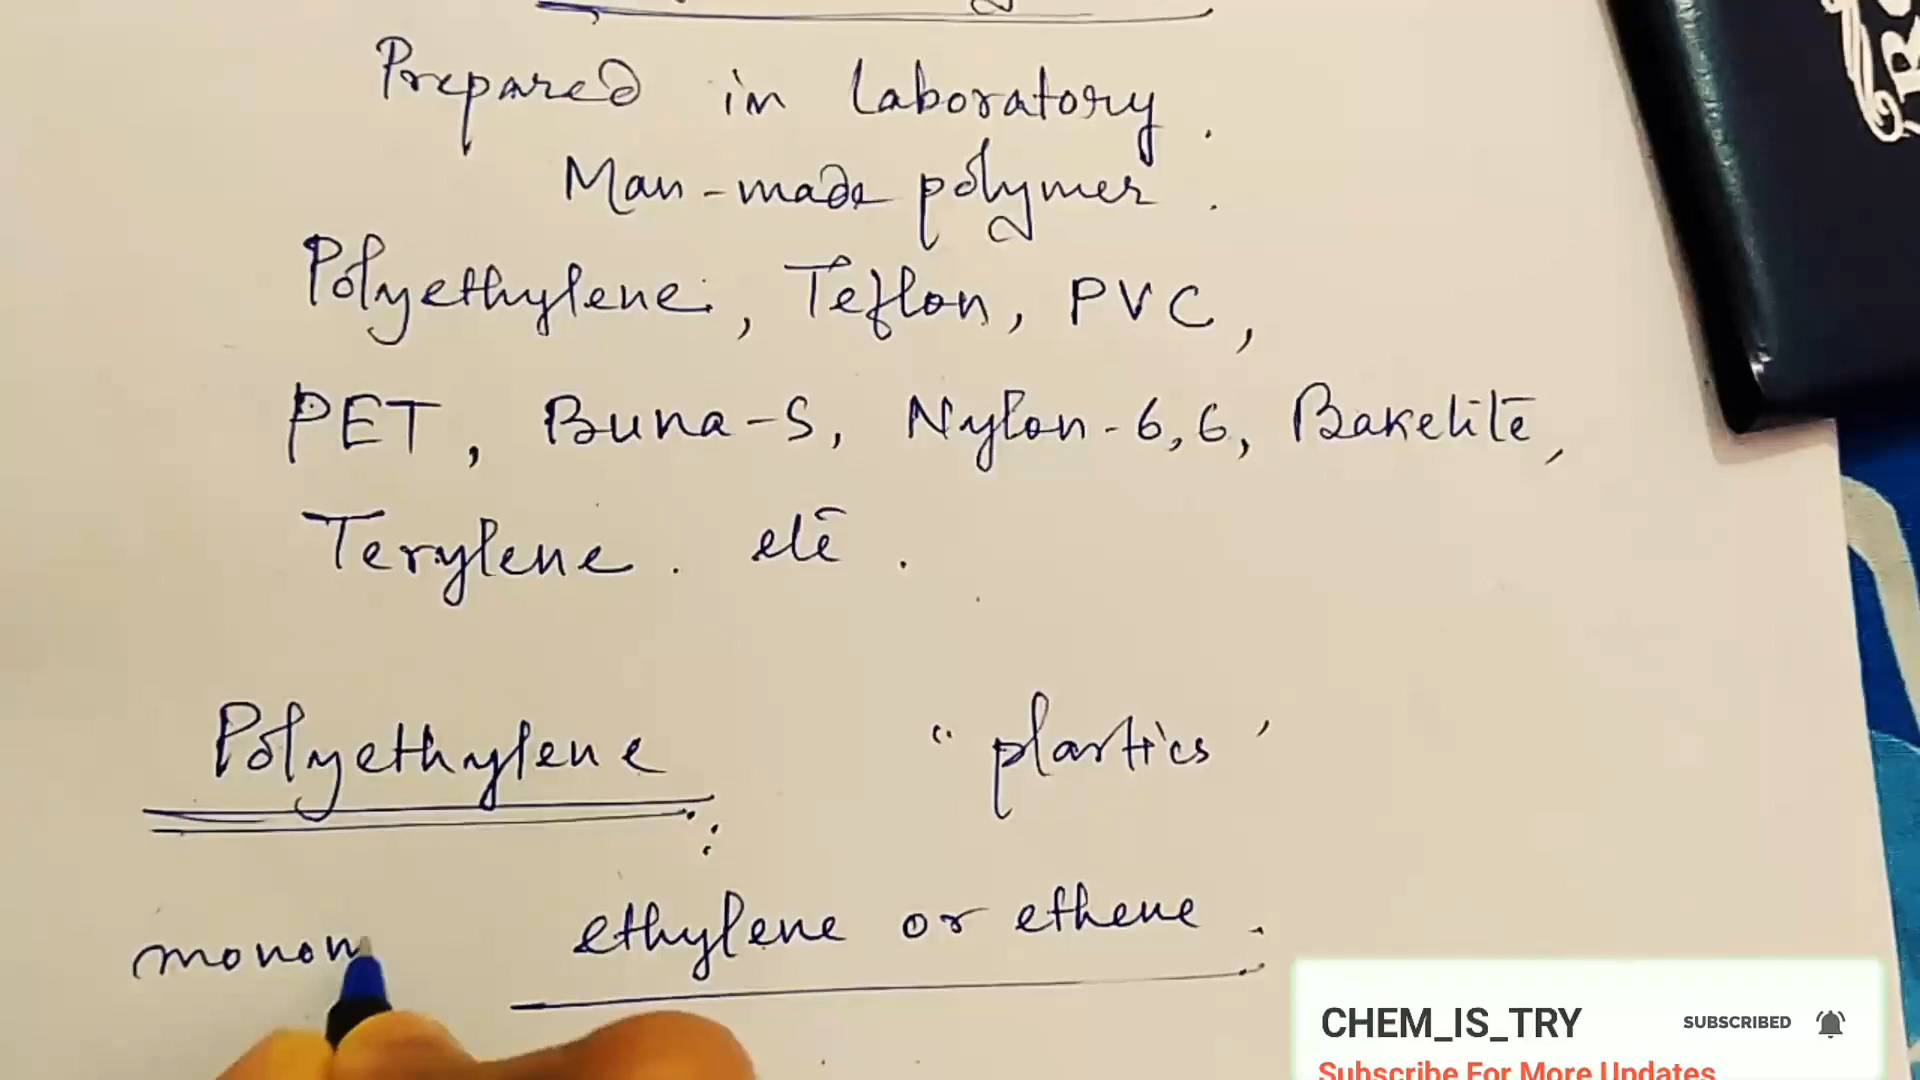 Prepared in Laboratory.
Man-made polymer.
Polyethylene, Teflon, PVC,
PET, Buna-S, Nylon-6,6, Bakelite,
Terylene. etc.
Polyethylene "plastics"
monom ethylene or ethene.
CHEM_IS_TRY SUBSCRIBED
Subscribe For More Updates